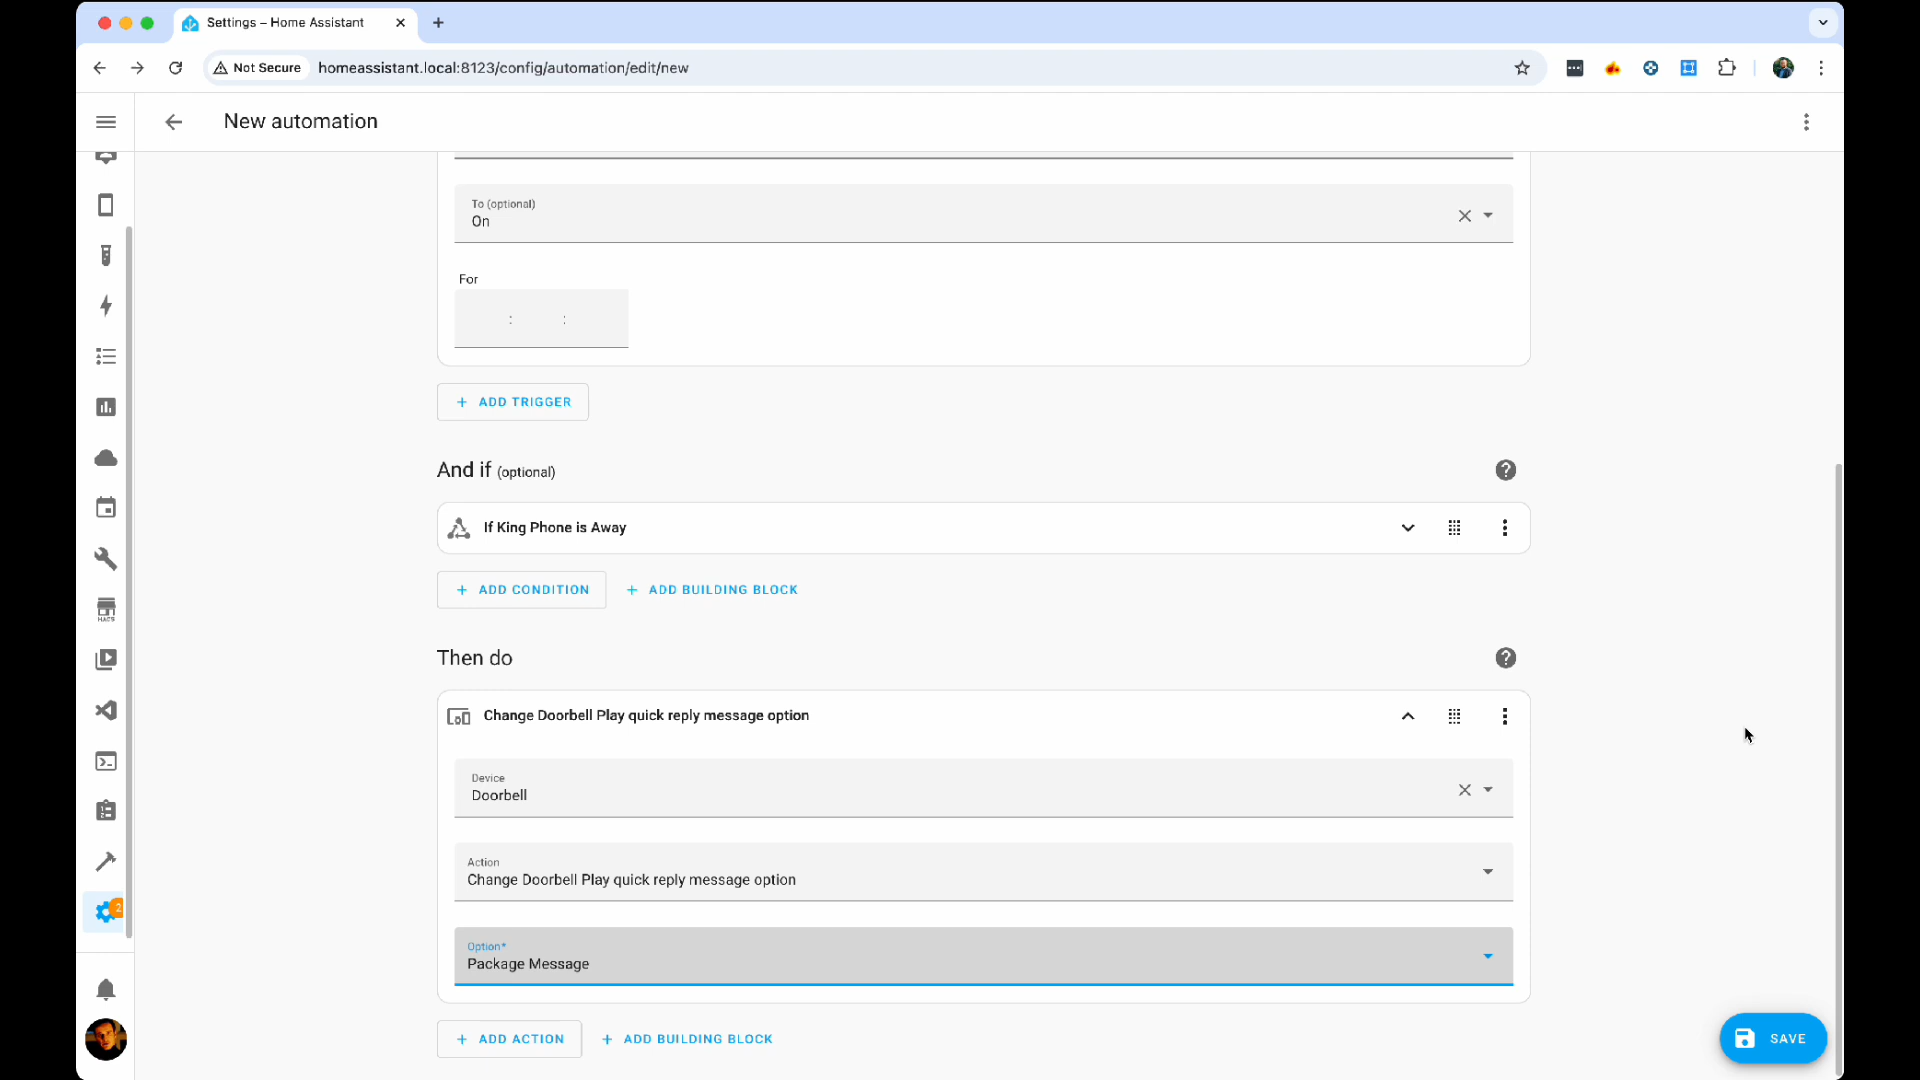 Settings – Home Assistant
Not Secure
homeassistant.local:8123/config/automation/edit/new
New automation
To (optional)
On
For
: :
ADD TRIGGER
And if (optional)
If King Phone is Away
ADD CONDITION
ADD BUILDING BLOCK
Then do
Change Doorbell Play quick reply message option
Device
Doorbell
Action
Change Doorbell Play quick reply message option
Option*
Package Message
ADD ACTION
ADD BUILDING BLOCK
SAVE
HACS
2